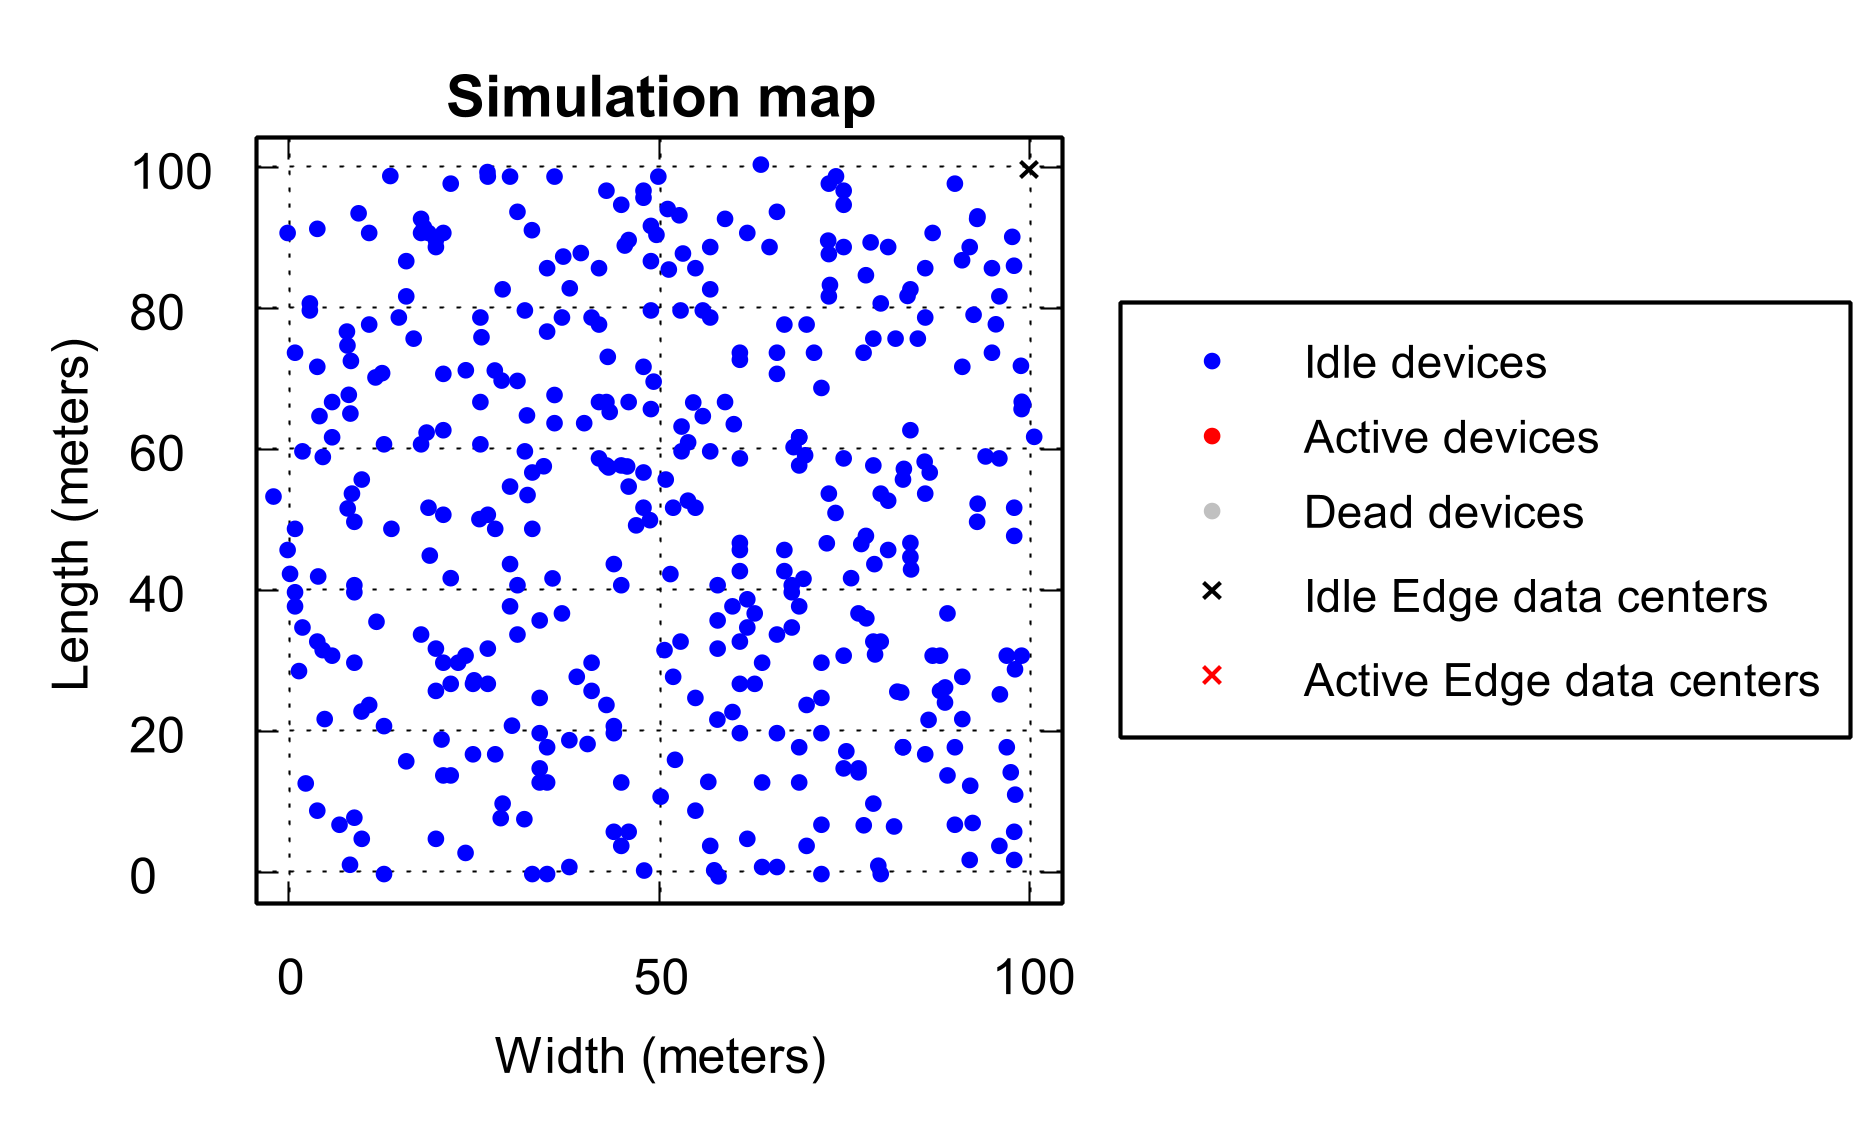 Simulation map
100
80
60
40
20
0
Length (meters)
0 50 100
Width (meters)
Idle devices
Active devices
Dead devices
Idle Edge data centers
Active Edge data centers